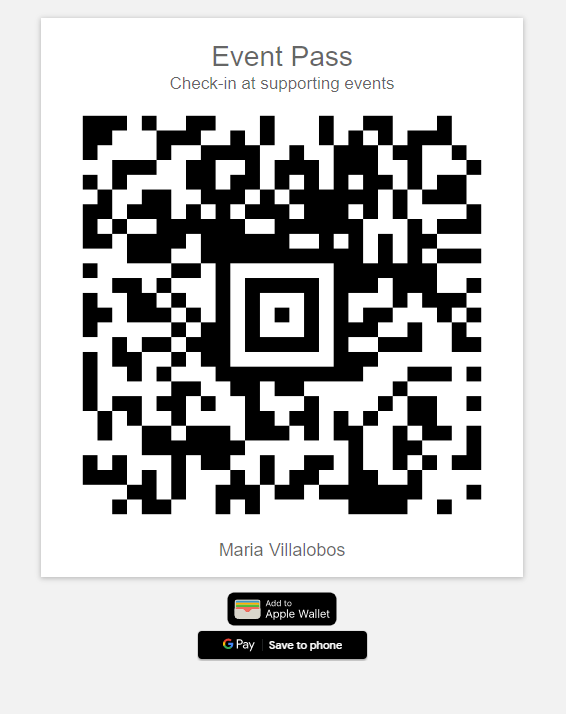 Event Pass
Check-in at supporting events
Maria Villalobos
Add to
Apple Wallet
G Pay | Save to phone